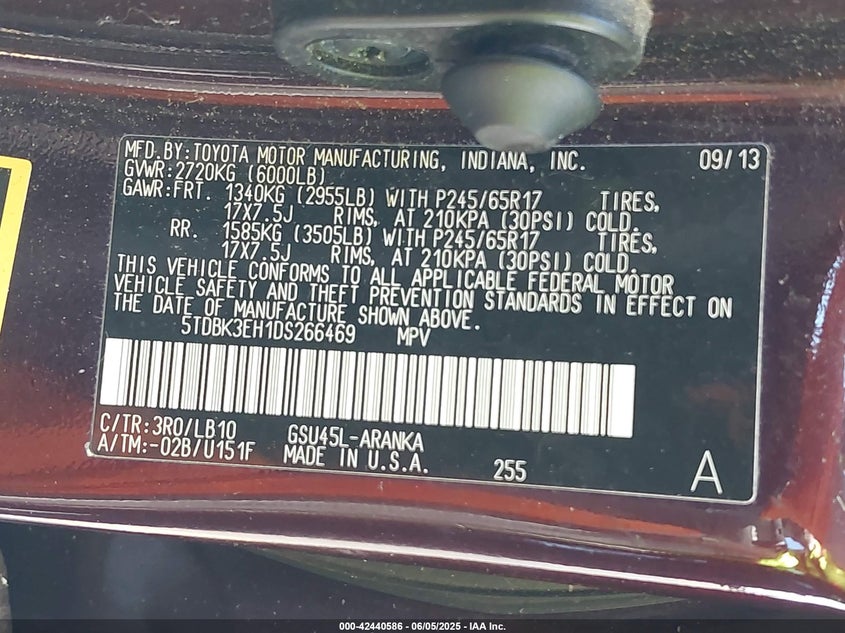 MFD.BY:TOYOTA MOTOR MANUFACTURING, INDIANA, INC. 09/13
GVWR:2720KG (6000LB)
GAWR:FRT. 1340KG (2955LB) WITH P245/65R17 TIRES,
17X7.5J RIMS, AT 210KPA (30PSI) COLD.
RR. 1585KG (3505LB) WITH P245/65R17 TIRES,
17X7.5J RIMS, AT 210KPA (30PSI) COLD.
THIS VEHICLE CONFORMS TO ALL APPLICABLE FEDERAL MOTOR
VEHICLE SAFETY AND THEFT PREVENTION STANDARDS IN EFFECT ON
THE DATE OF MANUFACTURE SHOWN ABOVE.
5TDBK3EH1DS266469 MPV
C/TR:3R0/LB10 GSU45L-ARANKA
A/TM:-02B/U151F MADE IN U.S.A. 255 A
000-42440586 - 06/05/2025 - IAA Inc.